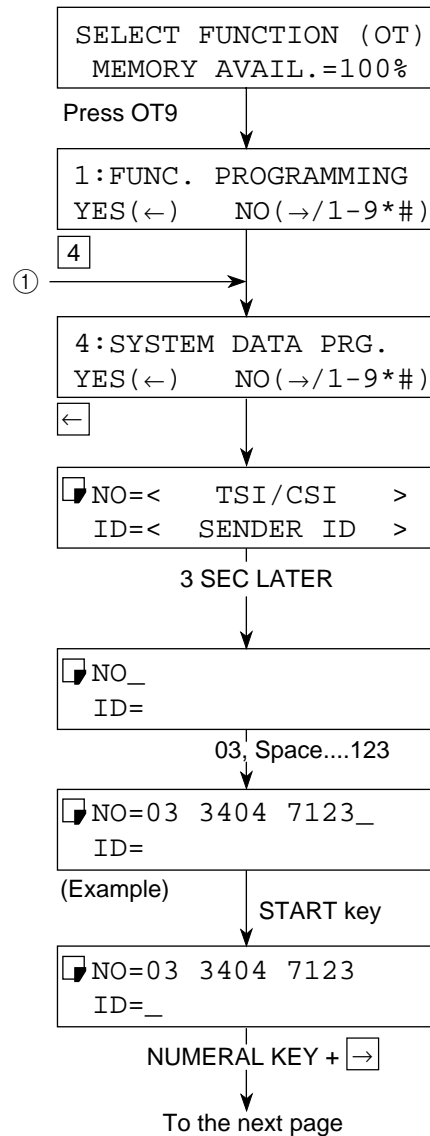 SELECT FUNCTION (OT)
MEMORY AVAIL.=100%
Press OT9
1:FUNC. PROGRAMMING
YES(←) NO(→/1-9*#)
4
①
4:SYSTEM DATA PRG.
YES(←) NO(→/1-9*#)
←
NO=< TSI/CSI >
ID=< SENDER ID >
3 SEC LATER
NO_
ID=
03, Space....123
NO=03 3404 7123_
ID=
(Example)
START key
NO=03 3404 7123
ID=_
NUMERAL KEY + →
To the next page